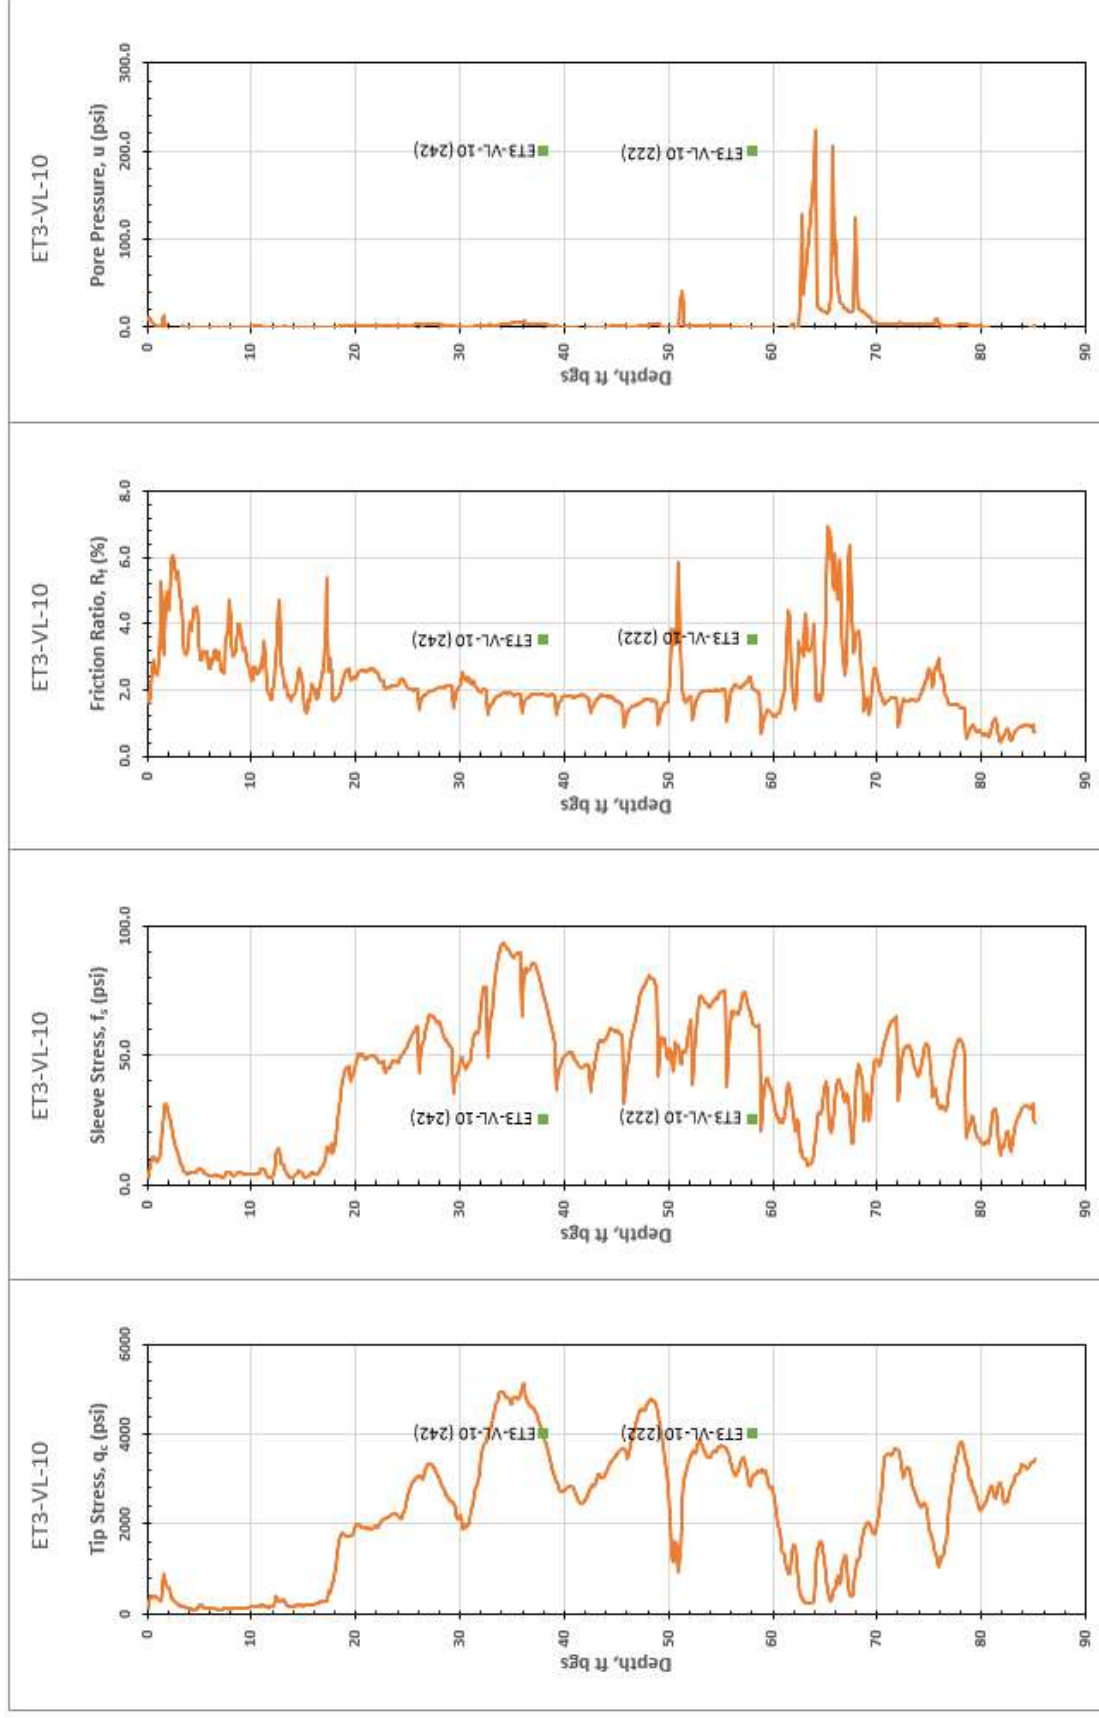 ET3-VL-10
Pore Pressure, u (psi)
0.0 100.0 200.0 300.0
0 10 20 30 40 50 60 70 80 90
Depth, ft bgs
ET3-VL-10 (242)
ET3-VL-10 (222)
ET3-VL-10
Friction Ratio, Rf (%)
0.0 2.0 4.0 6.0 8.0
0 10 20 30 40 50 60 70 80 90
Depth, ft bgs
ET3-VL-10 (242)
ET3-VL-10 (222)
ET3-VL-10
Sleeve Stress, fs (psi)
0.0 50.0 100.0
0 10 20 30 40 50 60 70 80 90
Depth, ft bgs
ET3-VL-10 (242)
ET3-VL-10 (222)
ET3-VL-10
Tip Stress, qc (psi)
0 2000 4000 6000
0 10 20 30 40 50 60 70 80 90
Depth, ft bgs
ET3-VL-10 (242)
ET3-VL-10 (222)